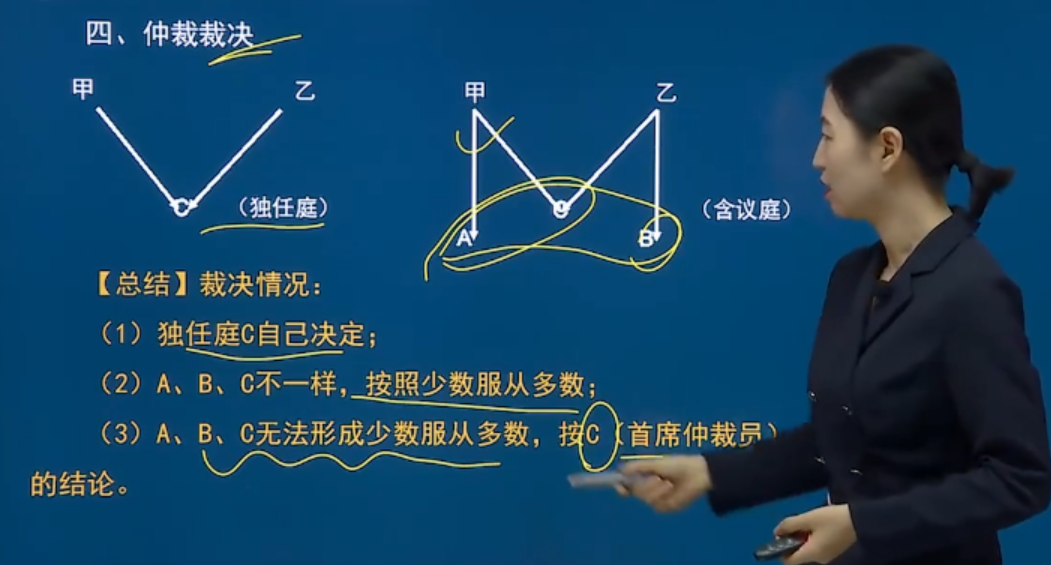 四、仲裁裁决
甲 乙 甲 乙
C （独任庭） C （含议庭）
A B
【总结】裁决情况：
（1）独任庭C自己决定；
（2）A、B、C不一样，按照少数服从多数；
（3）A、B、C无法形成少数服从多数，按C（首席仲裁员）
的结论。